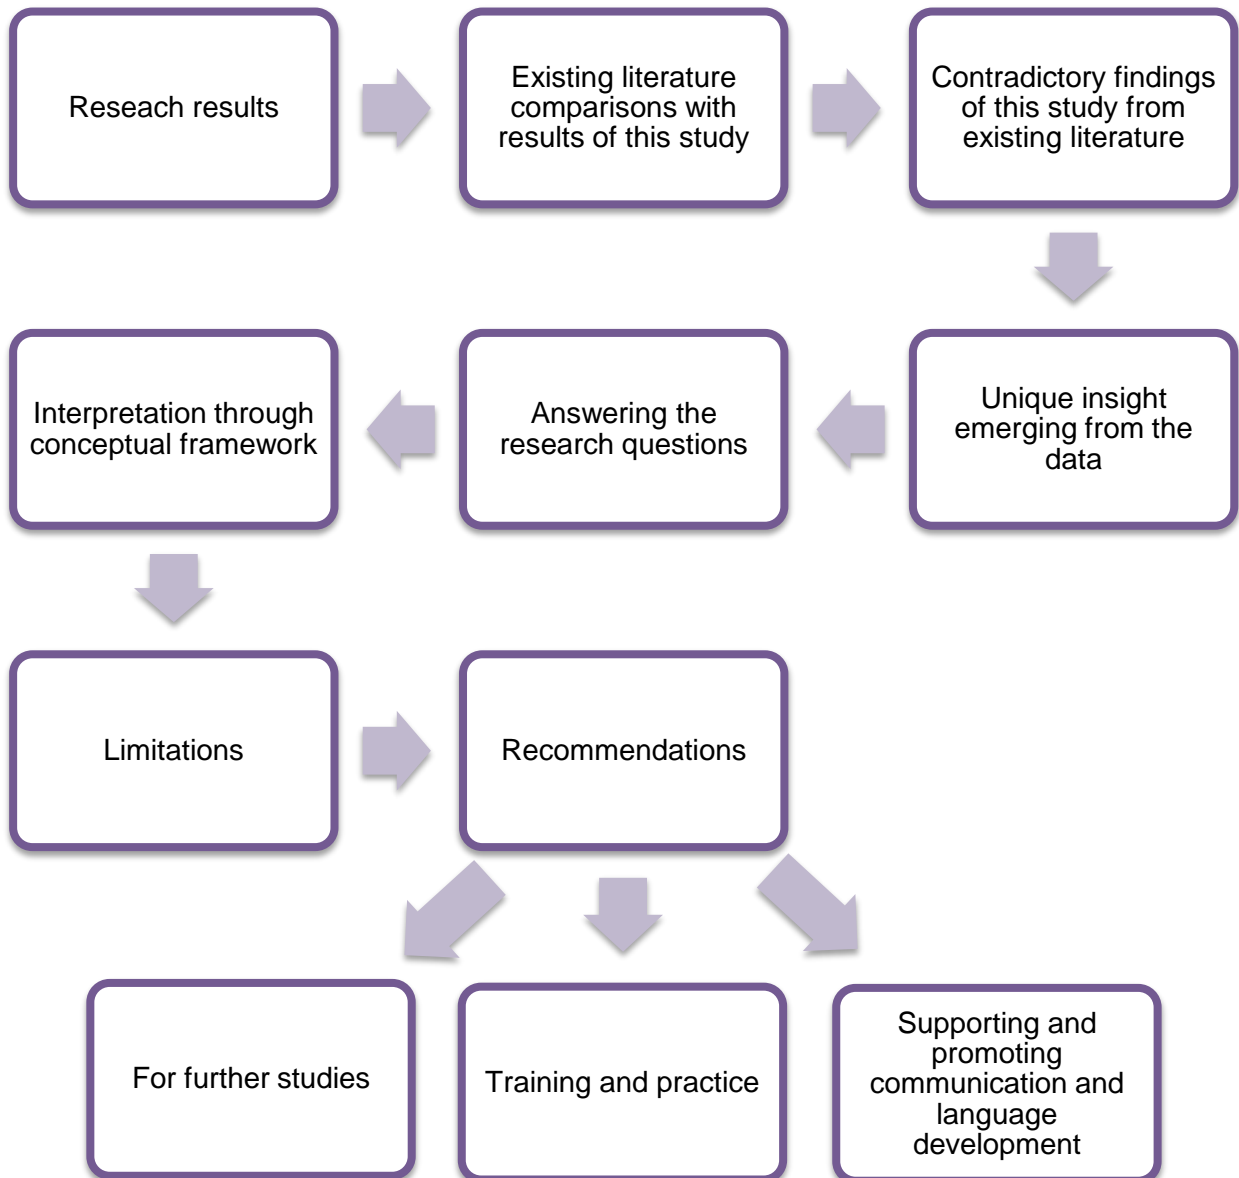 Reseach results
Existing literature
comparisons with
results of this study
Contradictory findings
of this study from
existing literature
Unique insight
emerging from the
data
Answering the
research questions
Interpretation through
conceptual framework
Limitations
Recommendations
For further studies
Training and practice
Supporting and
promoting
communication and
language
development